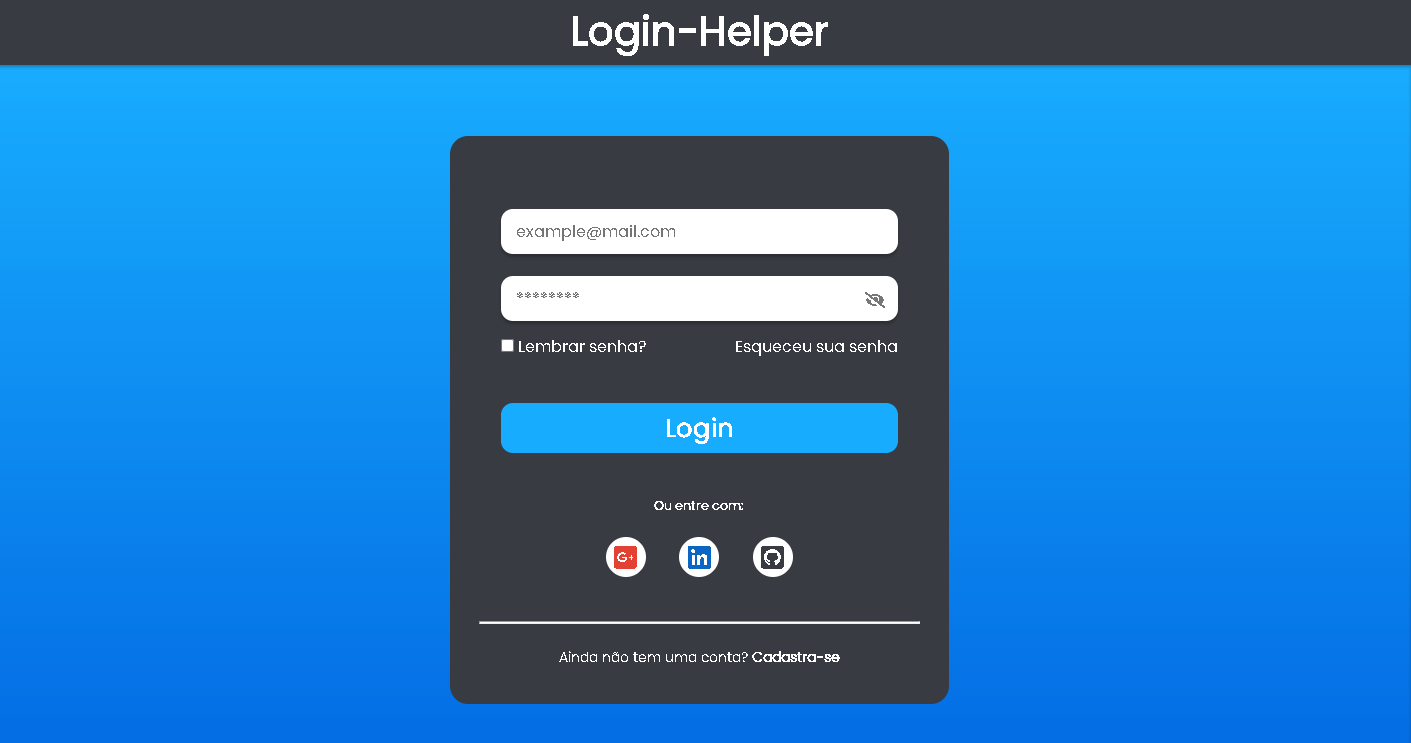 Login-Helper
example@mail.com
********
Lembrar senha? Esqueceu sua senha
Login
Ou entre com:
G+ in
Ainda não tem uma conta? Cadastra-se